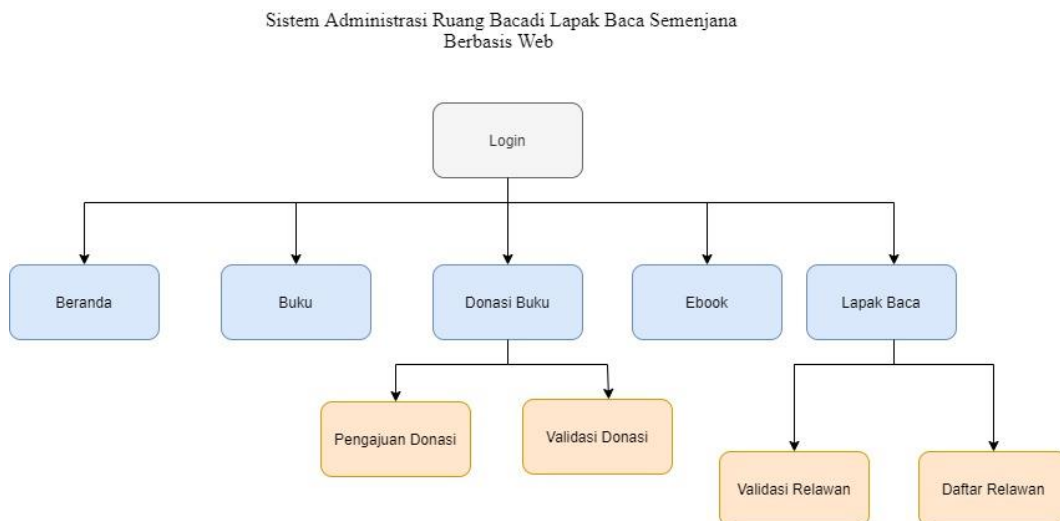 Sistem Administrasi Ruang Bacadi Lapak Baca Semenjana
Berbasis Web
Login
Beranda
Buku
Donasi Buku
Ebook
Lapak Baca
Pengajuan Donasi
Validasi Donasi
Validasi Relawan
Daftar Relawan